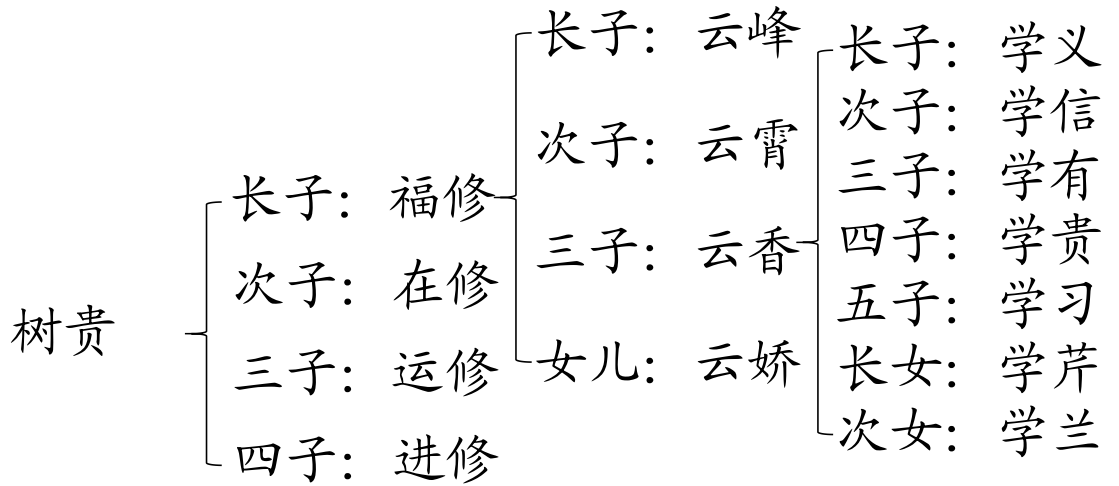 树贵
长子：福修
次子：在修
三子：运修
四子：进修
长子：云峰
次子：云霄
三子：云香
女儿：云娇
长子：学义
次子：学信
三子：学有
四子：学贵
五子：学习
长女：学芹
次女：学兰